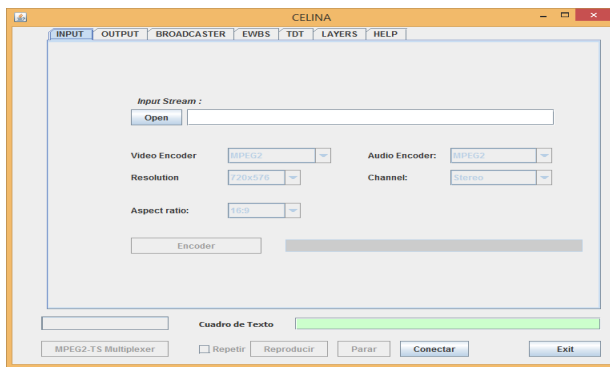 CELINA
INPUT OUTPUT BROADCASTER EWBS TDT LAYERS HELP
Input Stream :
Open
Video Encoder MPEG2 Audio Encoder: MPEG2
Resolution 720x576 Channel: Stereo
Aspect ratio: 16:9
Encoder
Cuadro de Texto
MPEG2-TS Multiplexer Repetir Reproducir Parar Conectar Exit